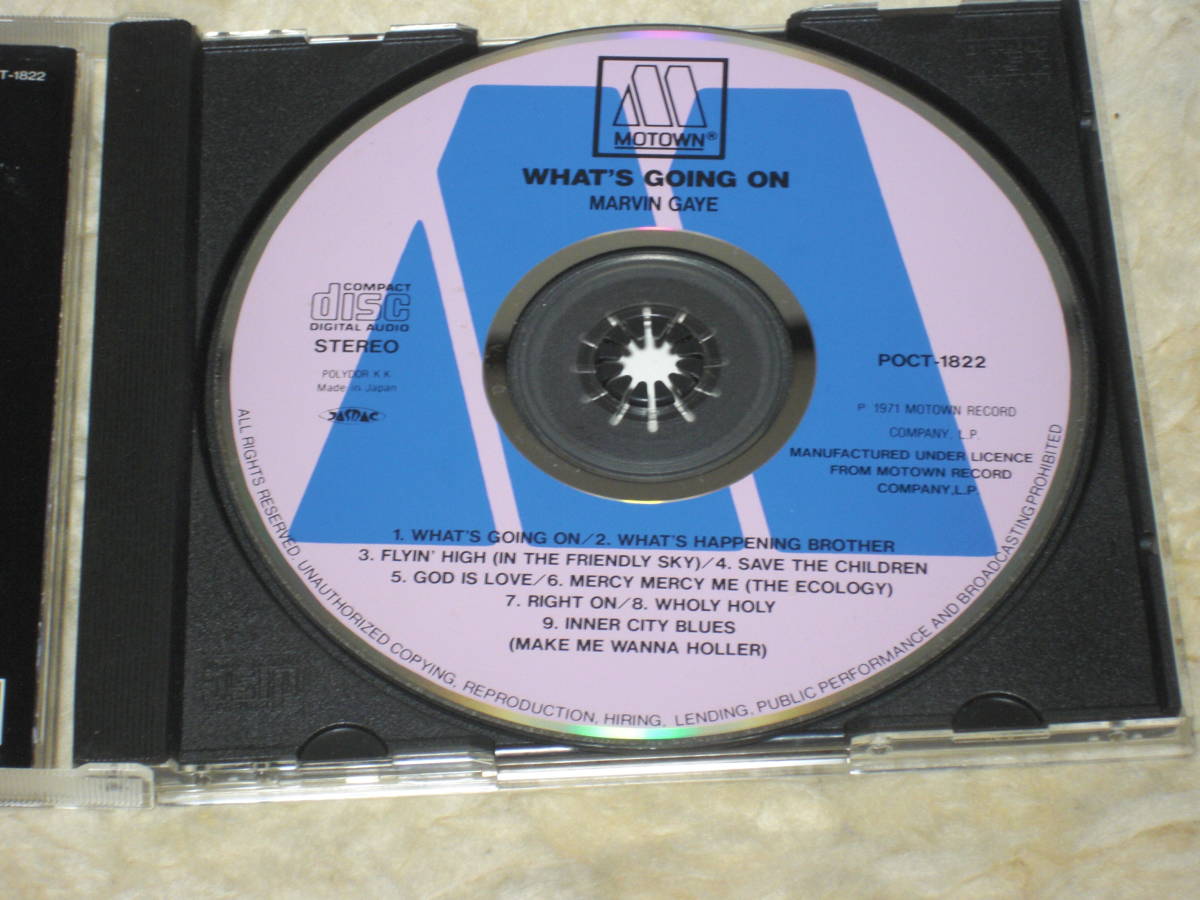 T-1822
MOTOWN®
WHAT'S GOING ON
MARVIN GAYE
COMPACT
disc
DIGITAL AUDIO
STEREO
POLYDOR K.K.
Made in Japan
JASRAC
POCT-1822
P 1971 MOTOWN RECORD
COMPANY, L.P.
MANUFACTURED UNDER LICENCE
FROM MOTOWN RECORD
COMPANY,L.P.
1. WHAT'S GOING ON/2. WHAT'S HAPPENING BROTHER
3. FLYIN' HIGH (IN THE FRIENDLY SKY)/4. SAVE THE CHILDREN
5. GOD IS LOVE/6. MERCY MERCY ME (THE ECOLOGY)
7. RIGHT ON/8. WHOLY HOLY
9. INNER CITY BLUES
(MAKE ME WANNA HOLLER)
ALL RIGHTS RESERVED. UNAUTHORIZED COPYING, REPRODUCTION, HIRING, LENDING, PUBLIC PERFORMANCE AND BROADCASTING PROHIBITED